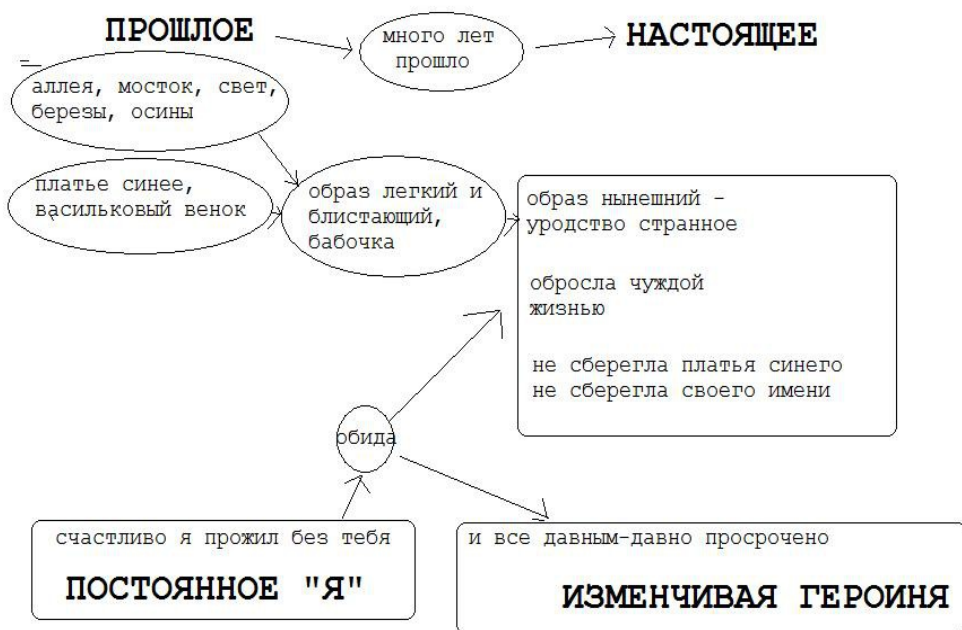 ПРОШЛОЕ
много лет
прошло
НАСТОЯЩЕЕ
аллея, мосток, свет,
березы, осины
платье синее,
васильковый венок
образ легкий и
блистающий,
бабочка
образ нынешний -
уродство странное
обросла чуждой
жизнью
не сберегла платья синего
не сберегла своего имени
обида
счастливо я прожил без тебя
ПОСТОЯННОЕ "Я"
и все давным-давно просрочено
ИЗМЕНЧИВАЯ ГЕРОИНЯ